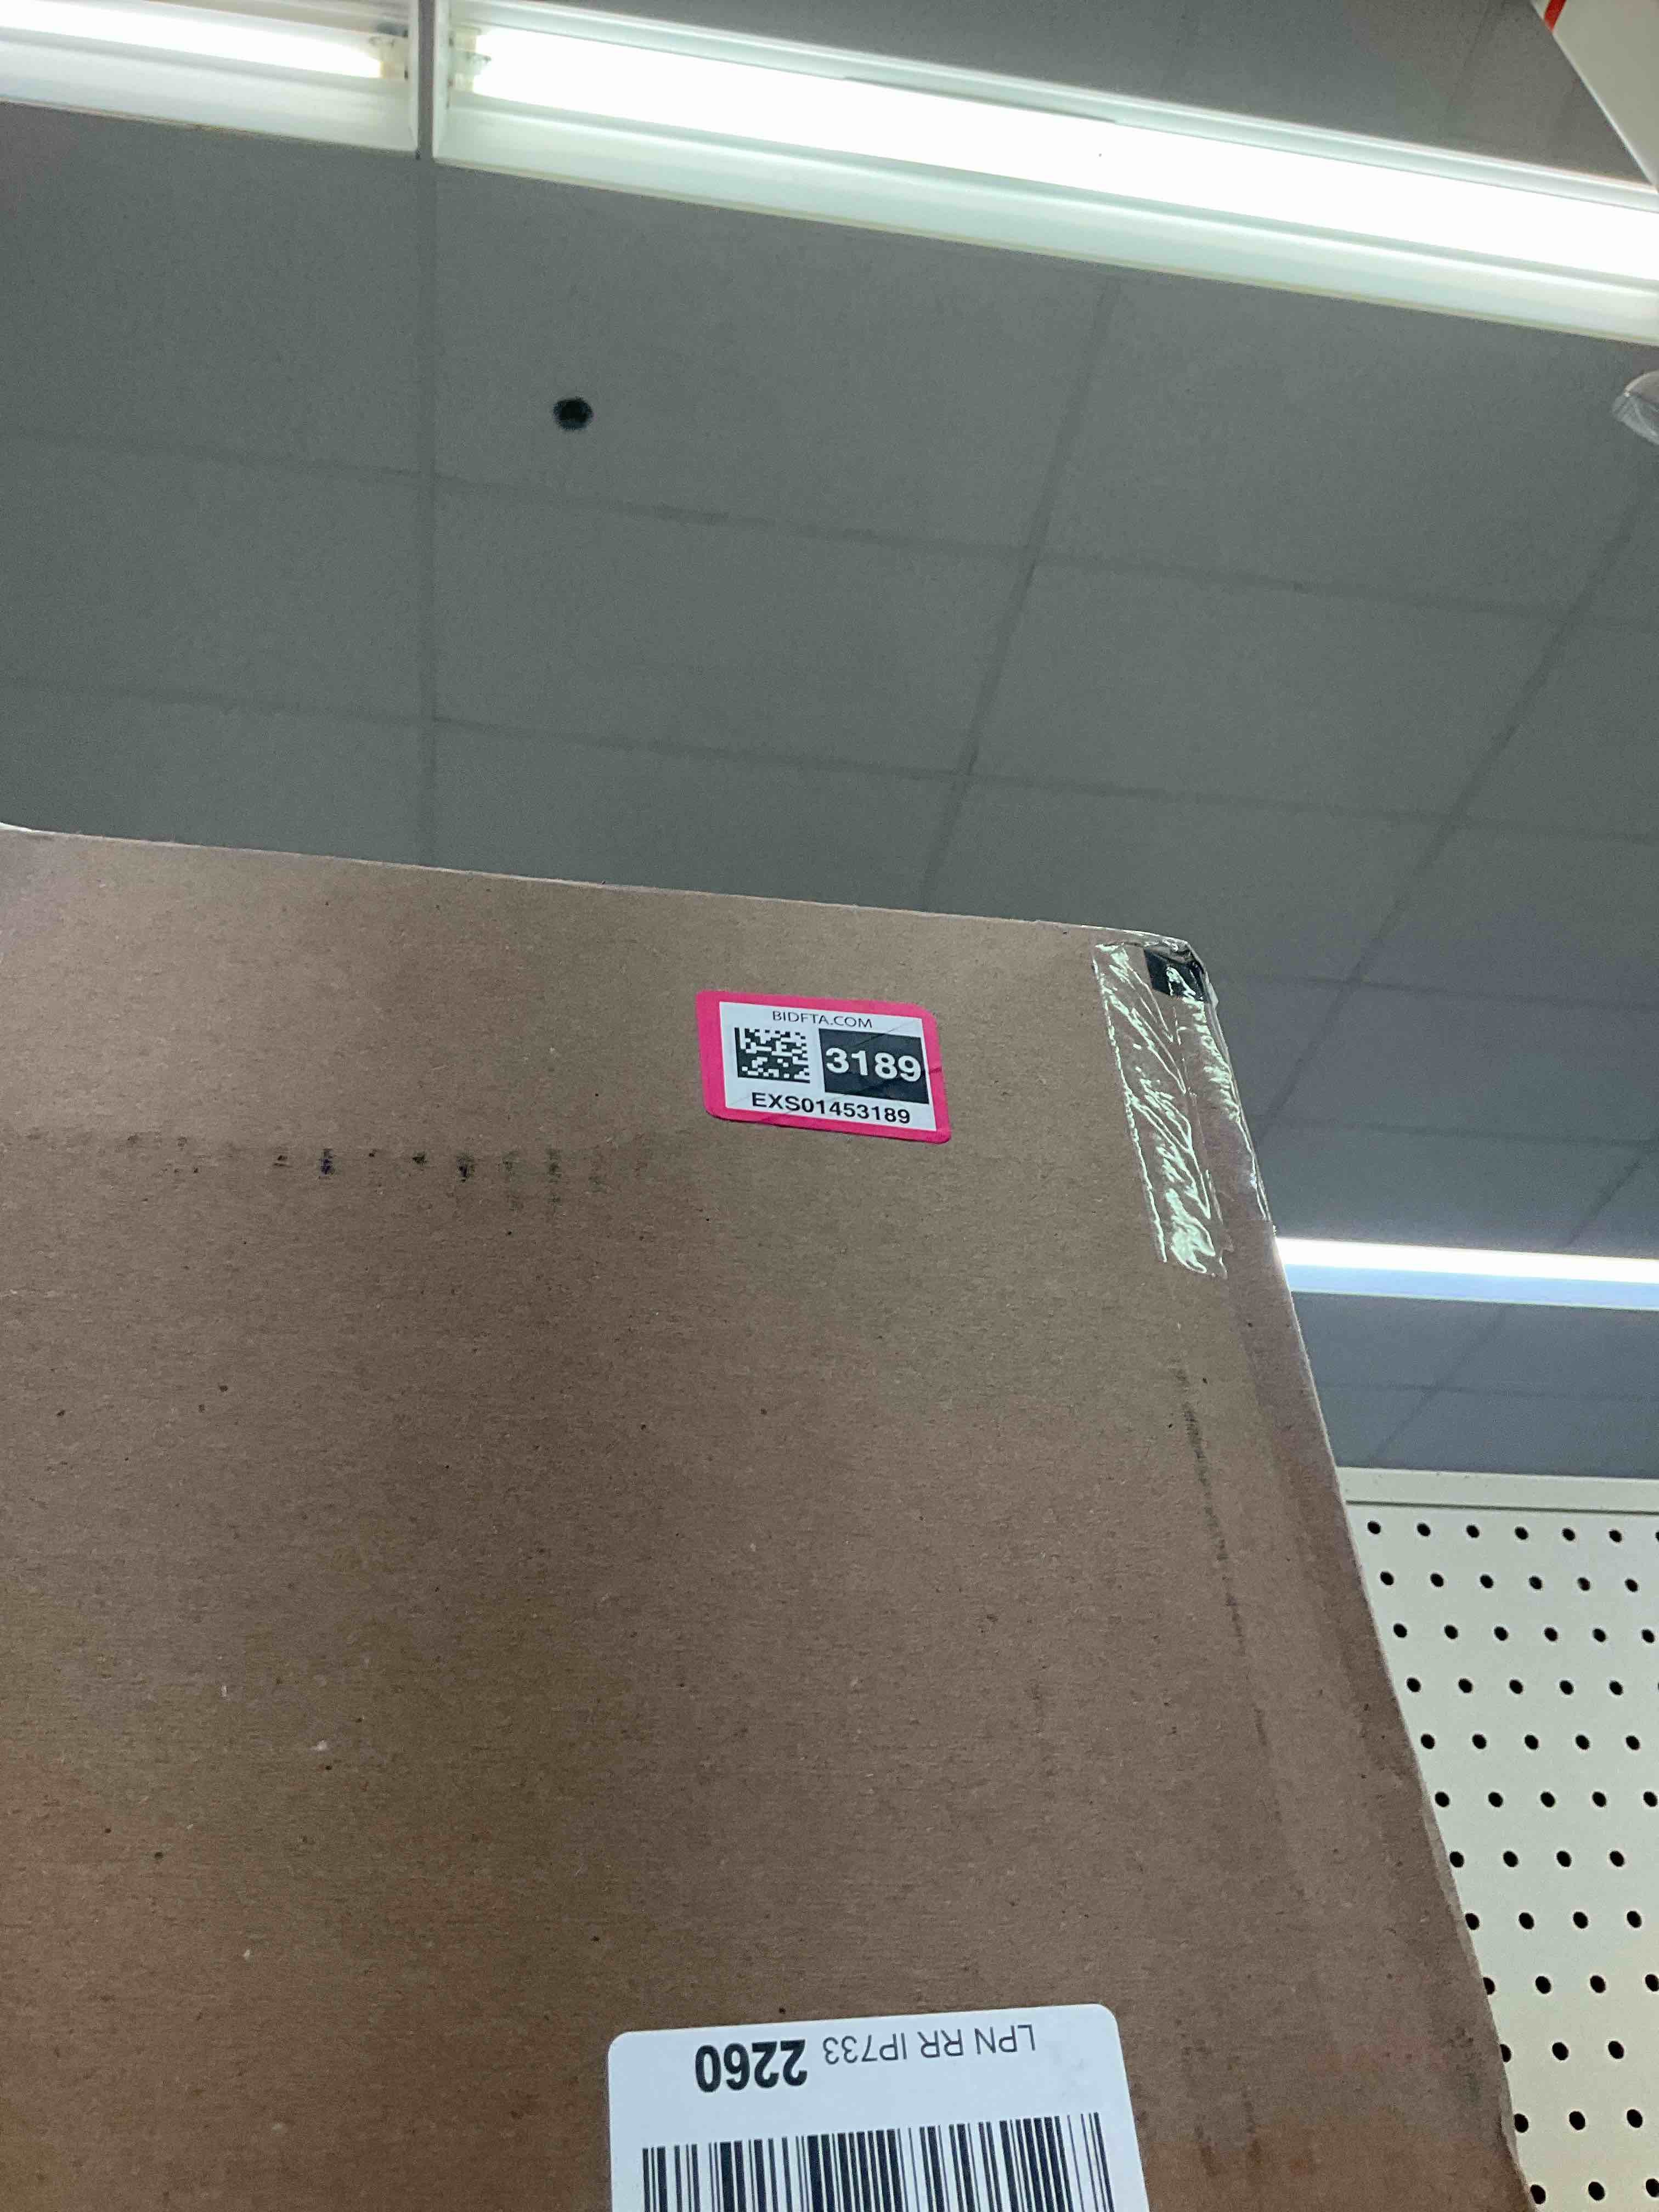 BIDFTA.COM
3189
EXS01453189
LPN RR IP733 2260